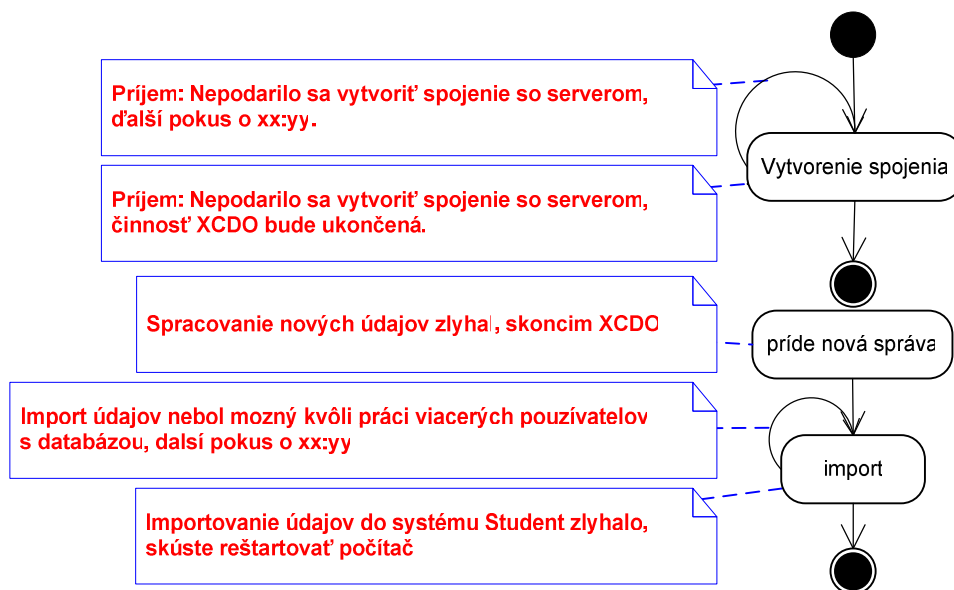 Príjem: Nepodarilo sa vytvoriť spojenie so serverom,
ďalší pokus o xx:yy.
Vytvorenie spojenia
Príjem: Nepodarilo sa vytvoriť spojenie so serverom,
činnosť XCDO bude ukončená.
Spracovanie nových údajov zlyhal, skoncim XCDO
príde nová správa
Import údajov nebol mozný kvôli práci viacerých pouzívatelov
s databázou, dalsí pokus o xx:yy
import
Importovanie údajov do systému Student zlyhalo,
skúste reštartovať počítač